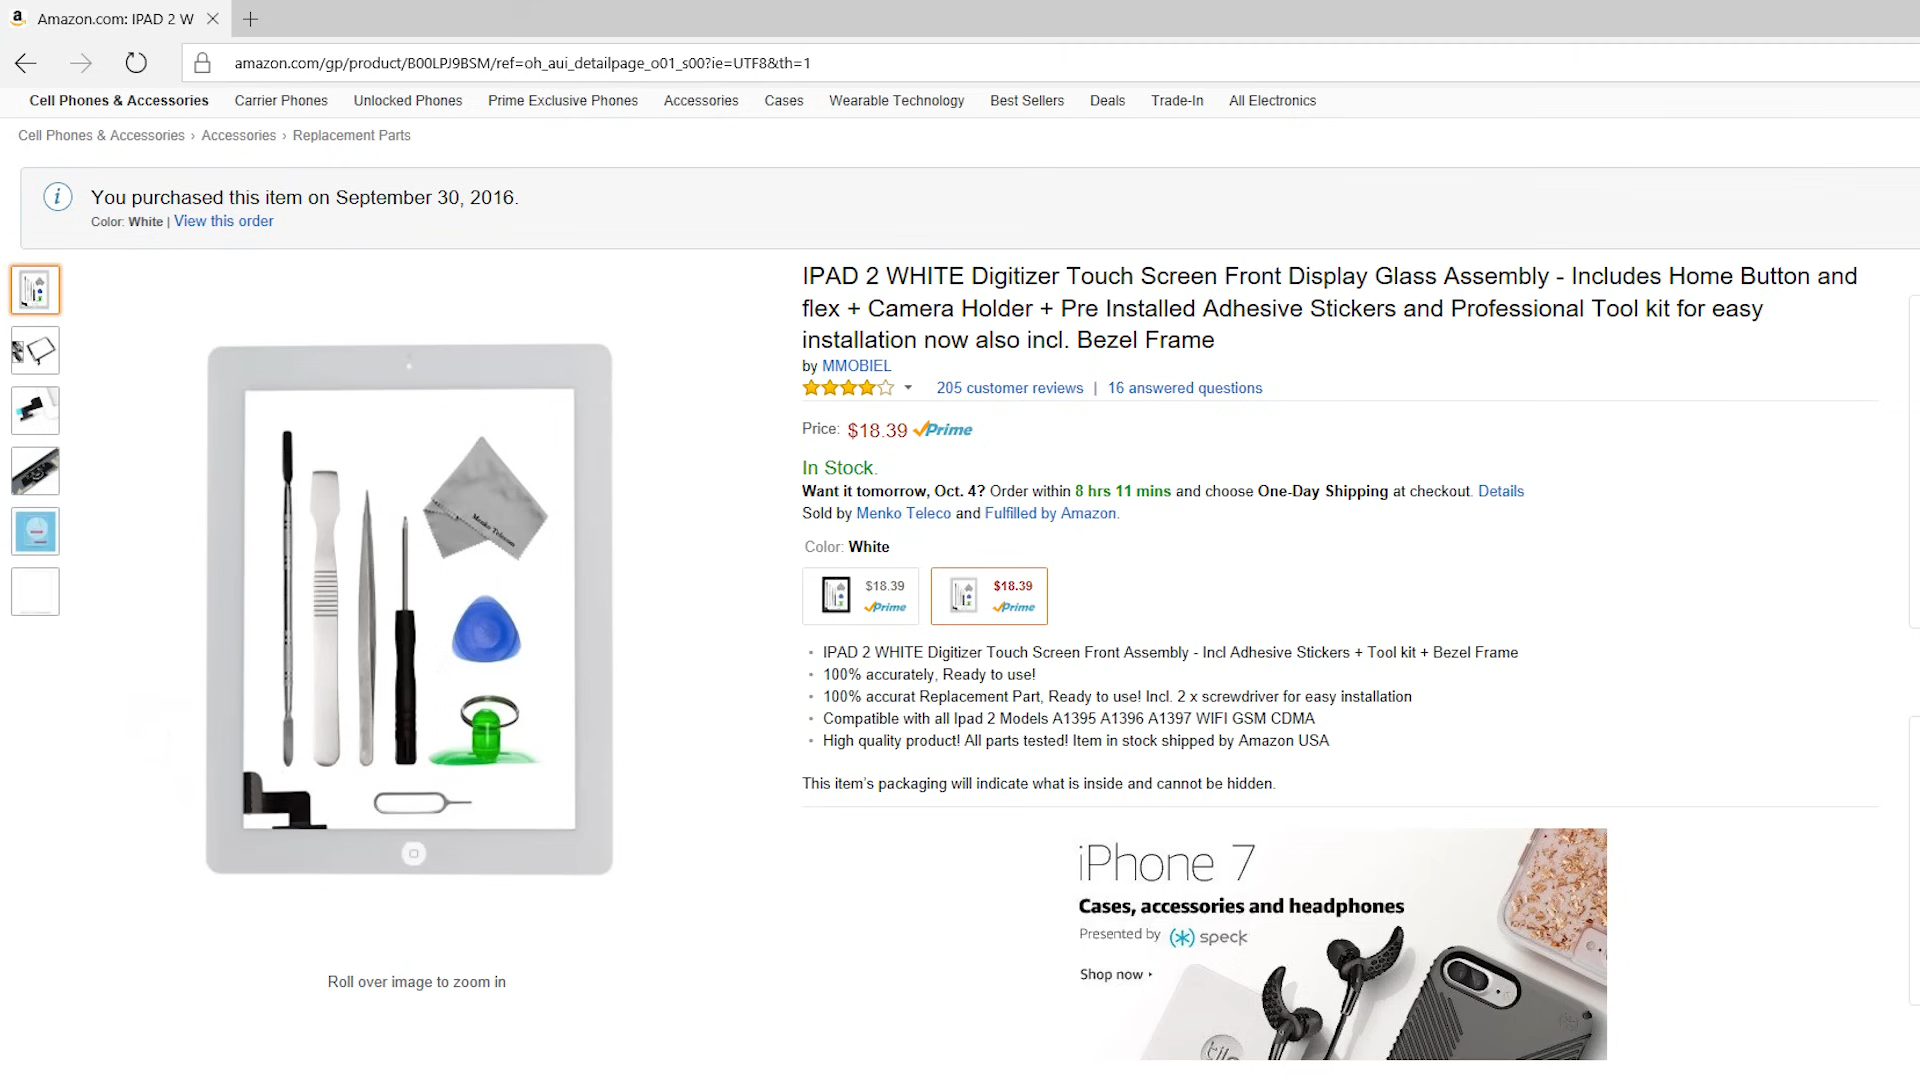 Amazon.com: IPAD 2 W
amazon.com/gp/product/B00LPJ9BSM/ref=oh_aui_detailpage_o01_s00?ie=UTF8&th=1
Cell Phones & Accessories Carrier Phones Unlocked Phones Prime Exclusive Phones Accessories Cases Wearable Technology Best Sellers Deals Trade-In All Electronics
Cell Phones & Accessories › Accessories › Replacement Parts
You purchased this item on September 30, 2016.
Color: White | View this order
IPAD 2 WHITE Digitizer Touch Screen Front Display Glass Assembly - Includes Home Button and
flex + Camera Holder + Pre Installed Adhesive Stickers and Professional Tool kit for easy
installation now also incl. Bezel Frame
by MMOBIEL
205 customer reviews | 16 answered questions
Price: $18.39 Prime
In Stock.
Want it tomorrow, Oct. 4? Order within 8 hrs 11 mins and choose One-Day Shipping at checkout. Details
Sold by Menko Teleco and Fulfilled by Amazon.
Color: White
$18.39 Prime
$18.39 Prime
• IPAD 2 WHITE Digitizer Touch Screen Front Assembly - Incl Adhesive Stickers + Tool kit + Bezel Frame
• 100% accurately, Ready to use!
• 100% accurat Replacement Part, Ready to use! Incl. 2 x screwdriver for easy installation
• Compatible with all Ipad 2 Models A1395 A1396 A1397 WIFI GSM CDMA
• High quality product! All parts tested! Item in stock shipped by Amazon USA
This item's packaging will indicate what is inside and cannot be hidden.
Menko Telecom
Roll over image to zoom in
iPhone 7
Cases, accessories and headphones
Presented by speck
Shop now